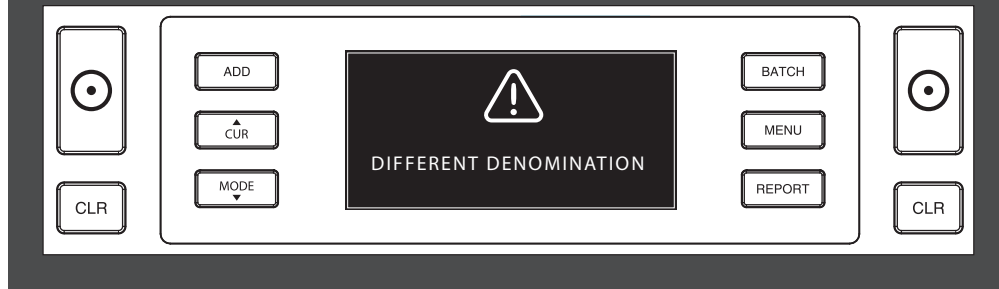 ADD
CUR
MODE
DIFFERENT DENOMINATION
BATCH
MENU
REPORT
CLR
CLR